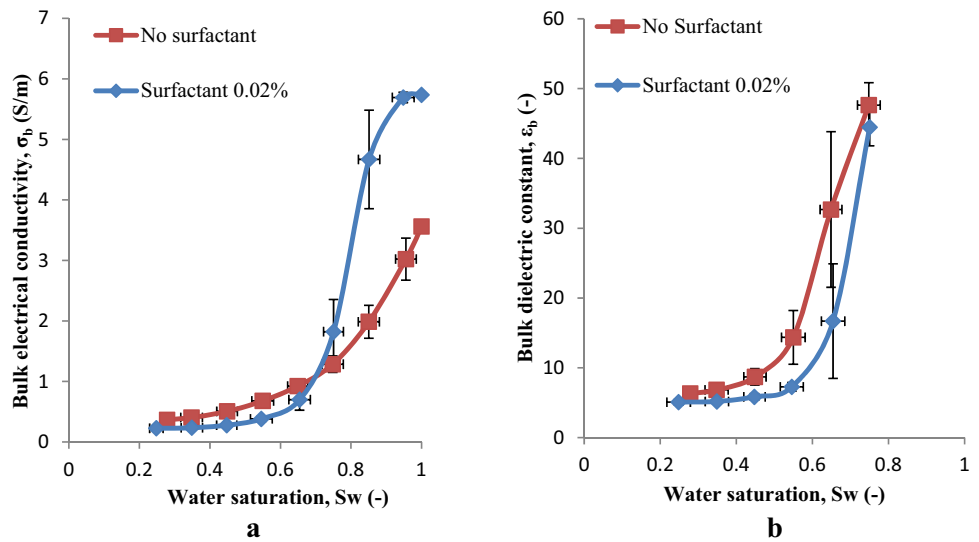 No surfactant
Surfactant 0.02%
Bulk electrical conductivity, σb (S/m)
7
6
5
4
3
2
1
0
0
0.2
0.4
0.6
0.8
1
Water saturation, Sw (-)
a
No Surfactant
Surfactant 0.02%
Bulk dielectric constant, εb (-)
60
50
40
30
20
10
0
0
0.2
0.4
0.6
0.8
1
Water saturation, Sw (-)
b